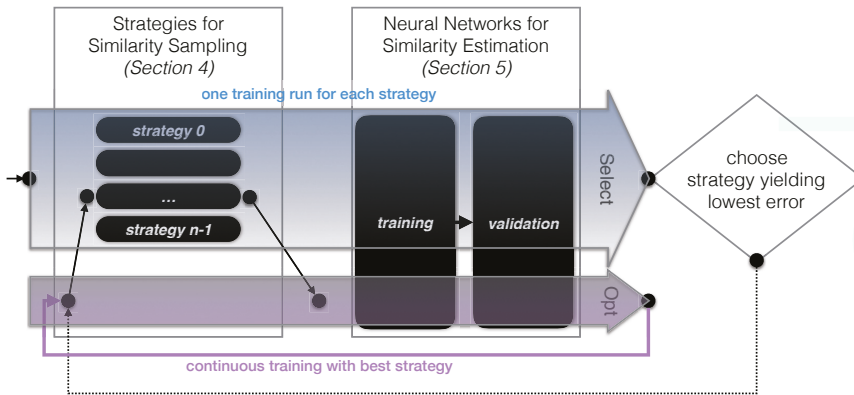 Strategies for
Similarity Sampling
(Section 4)
Neural Networks for
Similarity Estimation
(Section 5)
one training run for each strategy
strategy 0
...
strategy n-1
training
validation
Select
choose
strategy yielding
lowest error
Opt
continuous training with best strategy